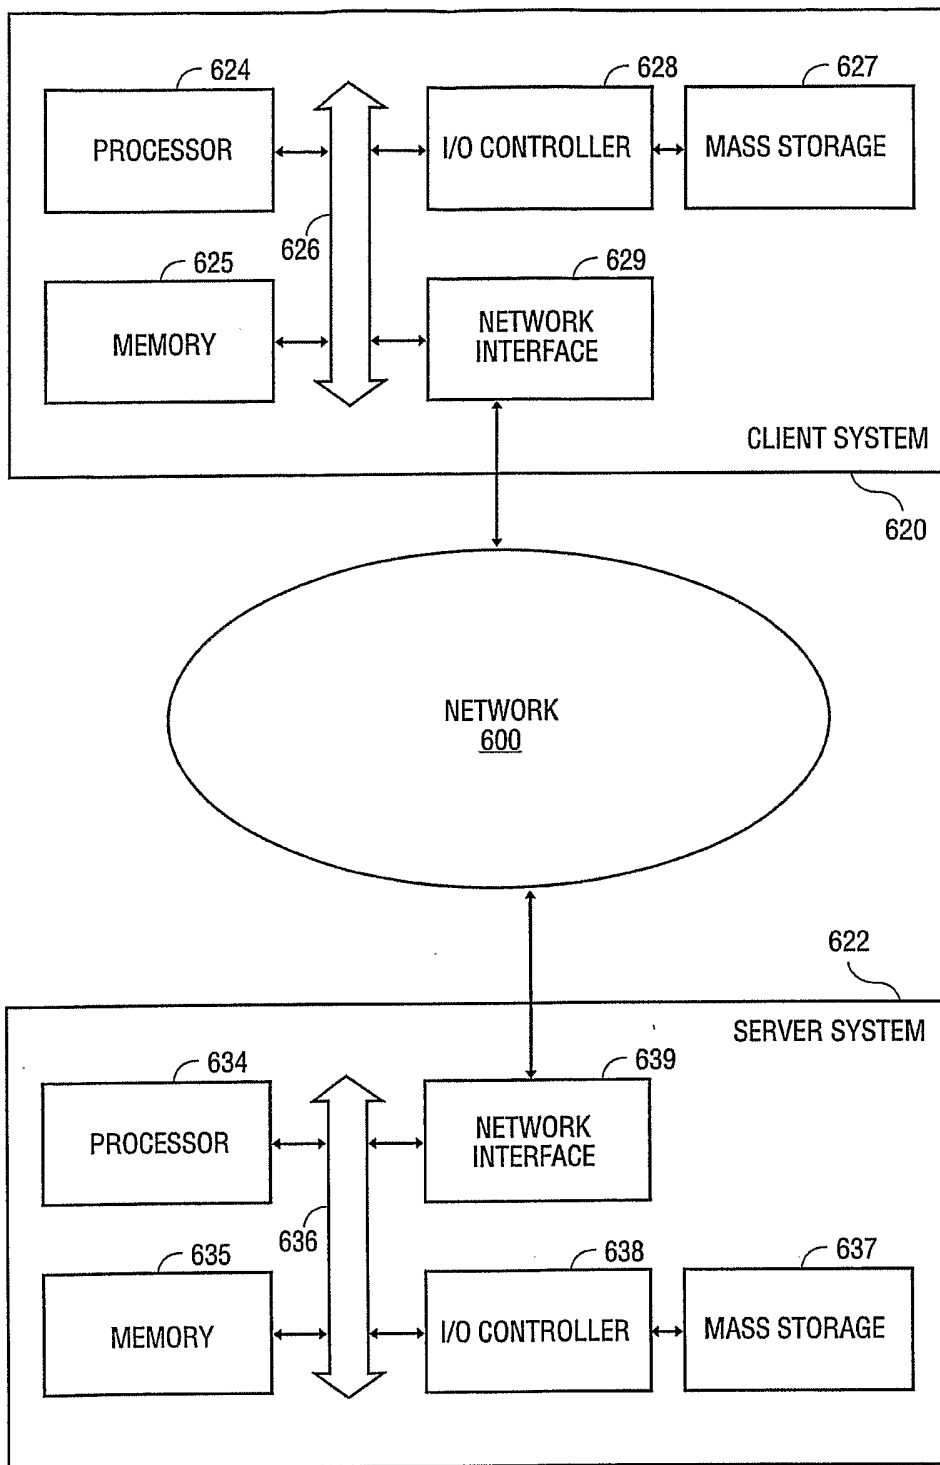 624
628
627
PROCESSOR
I/O CONTROLLER
MASS STORAGE
626
625
629
MEMORY
NETWORK
INTERFACE
CLIENT SYSTEM
620
NETWORK
600
622
SERVER SYSTEM
634
639
PROCESSOR
NETWORK
INTERFACE
636
635
638
637
MEMORY
I/O CONTROLLER
MASS STORAGE